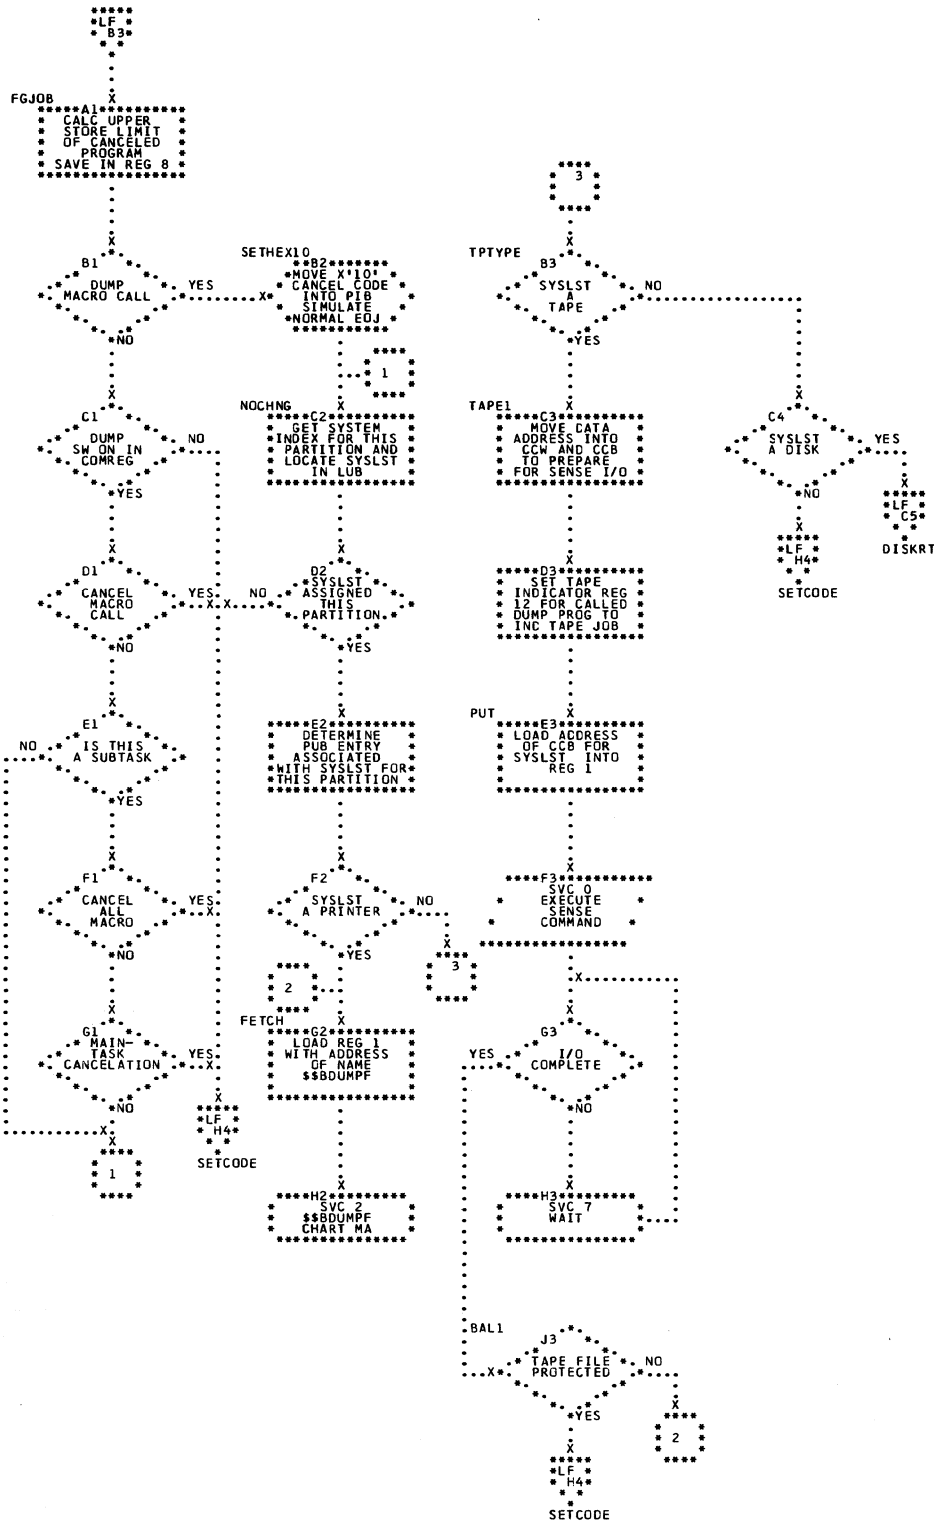 LF
B3
FGJOB
A1
CALC UPPER
STORE LIMIT
OF CANCELED
PROGRAM
SAVE IN REG 8
B1
DUMP
MACRO CALL
YES
NO
C1
DUMP
SW ON IN
COMREG
NO
YES
D1
CANCEL
MACRO
CALL
YES
NO
E1
IS THIS
A SUBTASK
NO
YES
F1
CANCEL
ALL
MACRO
YES
NO
G1
MAIN-
TASK
CANCELATION
YES
NO
1
LF
H4
SETCODE
SETHEX10
B2
MOVE X'10'
CANCEL CODE
INTO PIB
SIMULATE
NORMAL EOJ
1
NOCHNG
C2
GET SYSTEM
INDEX FOR THIS
PARTITION AND
LOCATE SYSLST
IN LUB
D2
SYSLST
ASSIGNED
THIS
PARTITION
NO
YES
E2
DETERMINE
PUB ENTRY
ASSOCIATED
WITH SYSLST FOR
THIS PARTITION
F2
SYSLST
A PRINTER
NO
YES
3
2
FETCH
G2
LOAD REG 1
WITH ADDRESS
OF NAME
$$BDUMPF
H2
SVC 2
$$BDUMPF
CHART MA
3
TPTYPE
B3
SYSLST
A
TAPE
NO
YES
TAPE1
C3
MOVE CATA
ADDRESS INTO
CCW AND CCB
TO PREPARE
FOR SENSE I/O
D3
SET TAPE
INDICATOR REG
12 FOR CALLED
DUMP PROG TO
INC TAPE JOB
PUT
E3
LOAD ADDRESS
OF CCB FOR
SYSLST INTO
REG 1
F3
SVC 0
EXECUTE
SENSE
COMMAND
G3
I/O
COMPLETE
YES
NO
H3
SVC 7
WAIT
BAL1
J3
TAPE FILE
PROTECTED
NO
YES
2
LF
H4
SETCODE
C4
SYSLST
A DISK
YES
NO
LF
C5
DISKRT
LF
H4
SETCODE